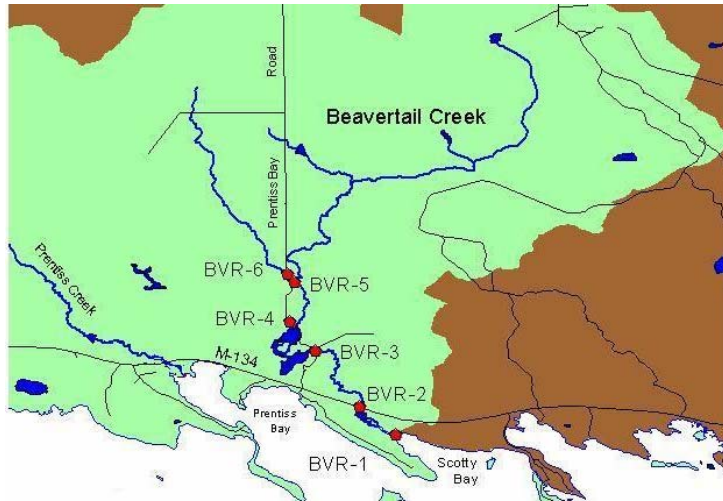 Road
Beavertail Creek
Prentiss Bay
Prentiss Creek
BVR-6
BVR-5
BVR-4
BVR-3
M-134
BVR-2
Prentiss
Bay
BVR-1
Scotty
Bay